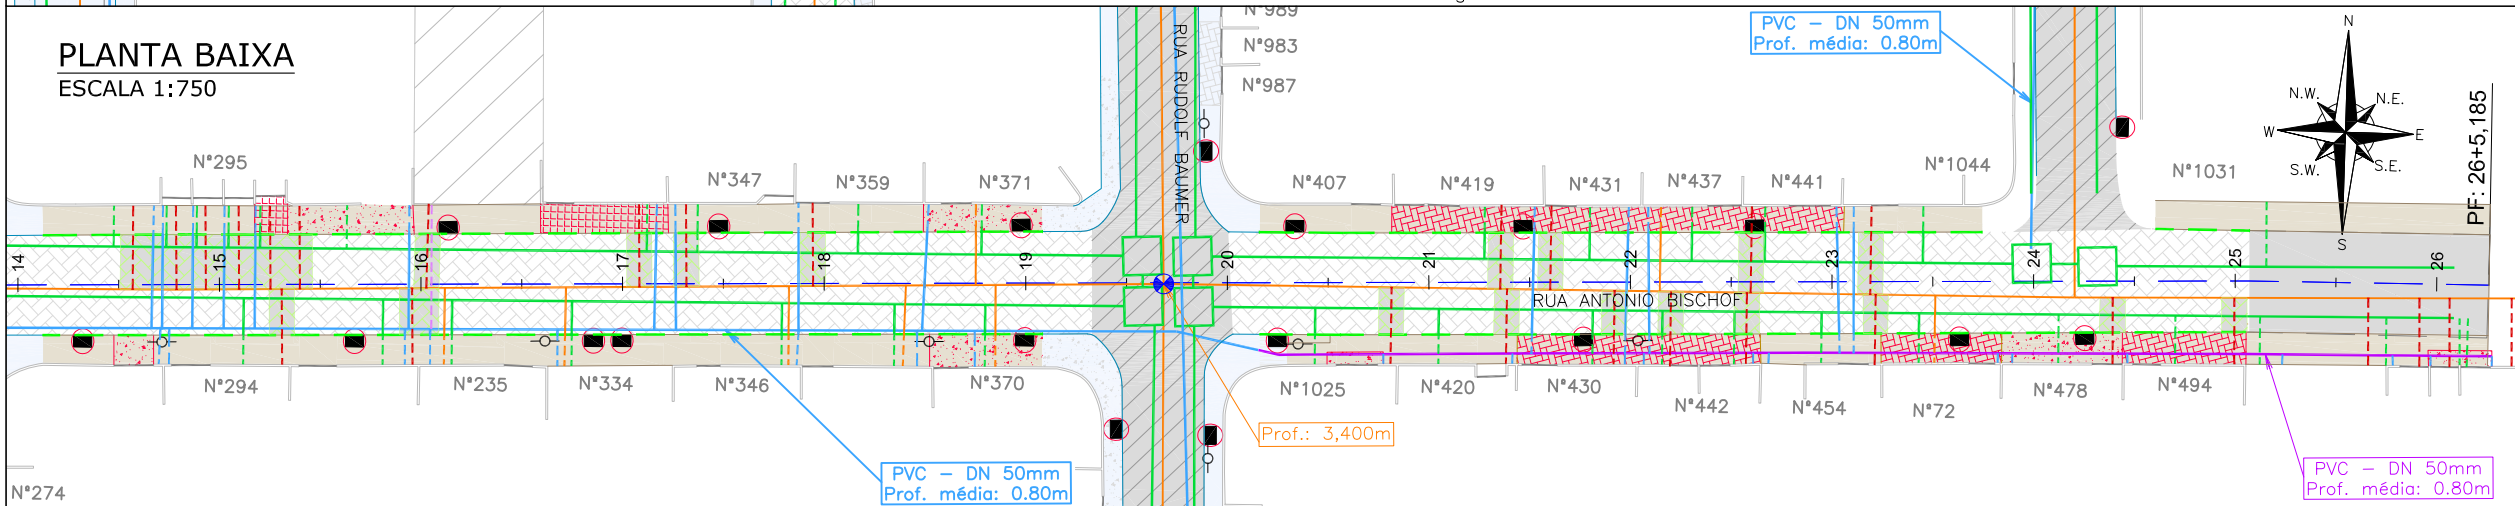 PLANTA BAIXA
ESCALA 1:750
N°989
N°983
N°987
RUA RUDOLF BAUMER
PVC - DN 50mm
Prof. média: 0.80m
N
N.W.
N.E.
W
E
S.W.
S.E.
S
PF: 26+5,185
N°295
N°347
N°359
N°371
N°407
N°419
N°431
N°437
N°441
N°1044
N°1031
14
15
16
17
18
19
20
21
22
23
24
25
26
RUA ANTONIO BISCHOF
N°294
N°235
N°334
N°346
N°370
N°1025
N°420
N°430
N°442
N°454
N°72
N°478
N°494
Prof.: 3,400m
PVC - DN 50mm
Prof. média: 0.80m
PVC - DN 50mm
Prof. média: 0.80m
N°274